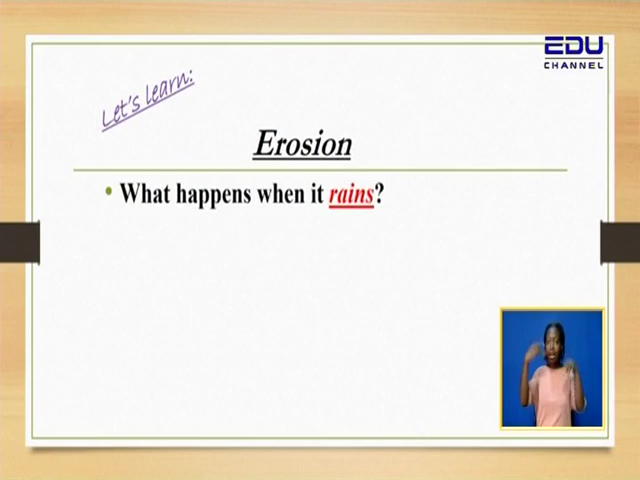 EDU
CHANNEL
Let's learn:
Erosion
• What happens when it rains?